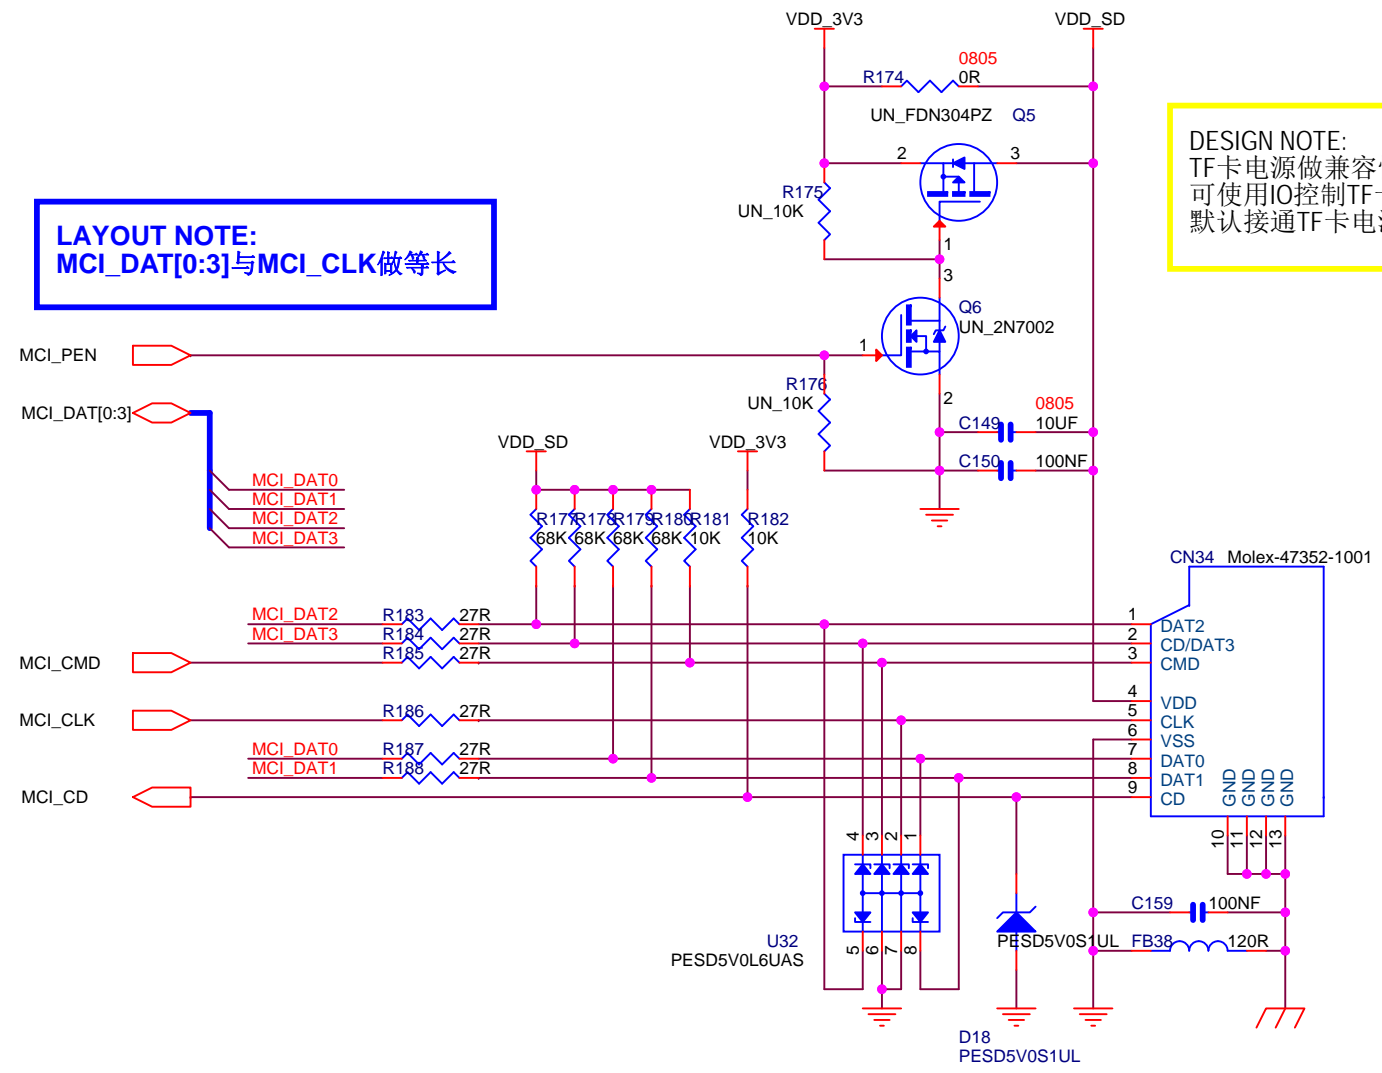 VDD_3V3
VDD_SD
0805
R174
0R
UN_FDN304PZ
Q5
2
3
1
DESIGN NOTE:
TF卡电源做兼容
可使用IO控制TF
默认接通TF卡电
R175
UN_10K
LAYOUT NOTE:
MCI_DAT[0:3]与MCI_CLK做等长
3
Q6
UN_2N7002
1
2
MCI_PEN
R176
UN_10K
MCI_DAT[0:3]
0805
C149
10UF
C150
100NF
VDD_SD
VDD_3V3
MCI_DAT0
MCI_DAT1
MCI_DAT2
MCI_DAT3
R177
R178
R179
R180
R181
R182
68K
68K
68K
68K
10K
10K
CN34
Molex-47352-1001
MCI_DAT2
R183
27R
1
DAT2
MCI_DAT3
R184
27R
2
CD/DAT3
MCI_CMD
R185
27R
3
CMD
4
VDD
MCI_CLK
R186
27R
5
CLK
6
VSS
MCI_DAT0
R187
27R
7
DAT0
MCI_DAT1
R188
27R
8
DAT1
MCI_CD
9
CD
GND
GND
GND
GND
10
11
12
13
4
3
2
1
5
6
7
8
U32
PESD5V0L6UAS
PESD5V0S1UL
D18
PESD5V0S1UL
C159
100NF
FB38
120R